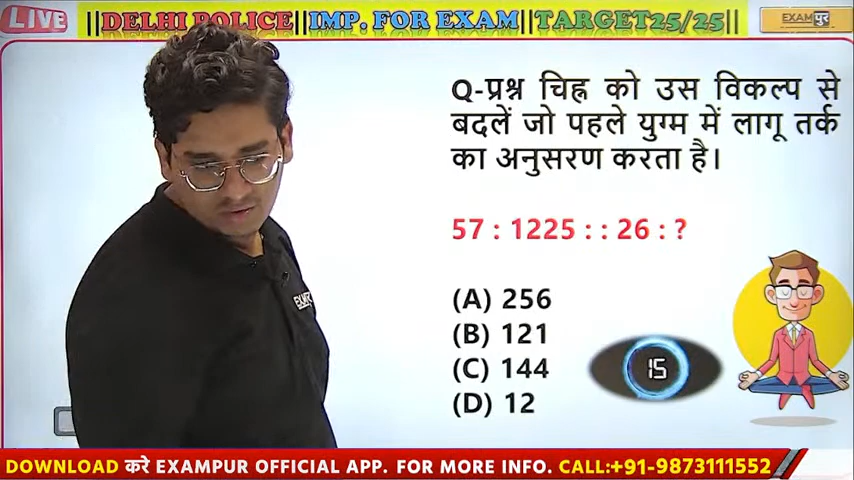 LIVE
||DELHI POLICE||IMP. FOR EXAM||TARGET25/25||
EXAMपुर
Q-प्रश्न चिह्न को उस विकल्प से
बदलें जो पहले युग्म में लागू तर्क
का अनुसरण करता है।
57 : 1225 : : 26 : ?
(A) 256
(B) 121
(C) 144
(D) 12
15
DOWNLOAD करे EXAMPUR OFFICIAL APP. FOR MORE INFO. CALL:+91-9873111552